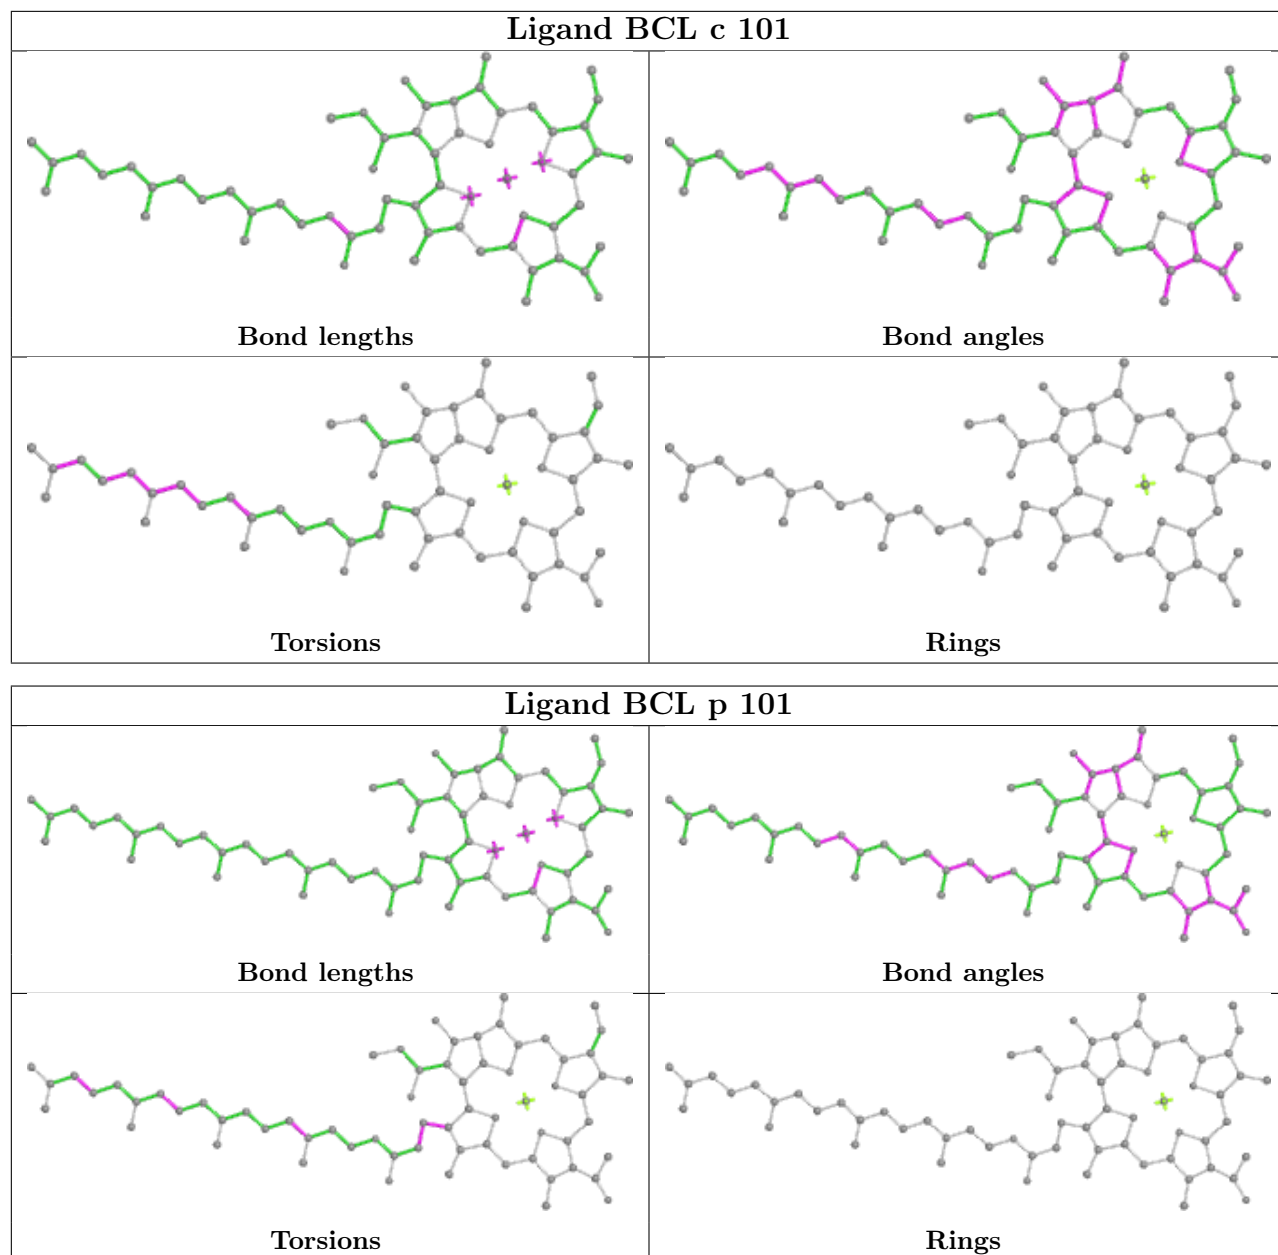 Ligand BCL c 101
Bond lengths
Bond angles
Torsions
Rings
Ligand BCL p 101
Bond lengths
Bond angles
Torsions
Rings